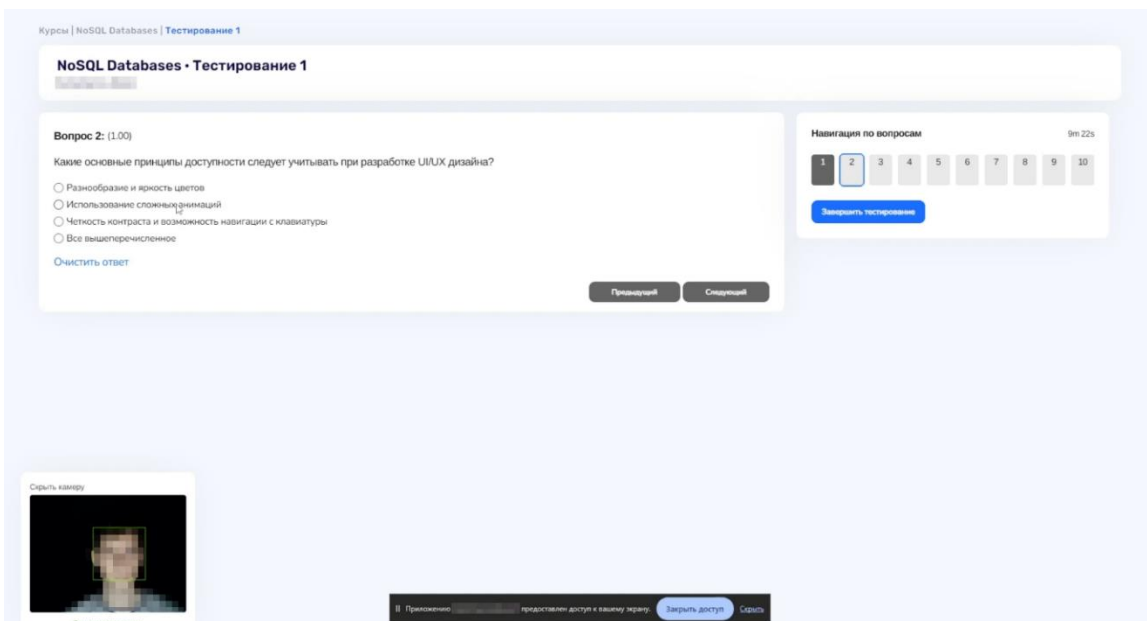 Курсы | NoSQL Databases | Тестирование 1
NoSQL Databases • Тестирование 1
Вопрос 2: (1.00)
Какие основные принципы доступности следует учитывать при разработке UI/UX дизайна?
Разнообразие и яркость цветов
Использование сложных анимаций
Четкость контраста и возможность навигации с клавиатуры
Все вышеперечисленное
Очистить ответ
Предыдущий
Следующий
Навигация по вопросам
9m 22s
1 2 3 4 5 6 7 8 9 10
Завершить тестирование
Скрыть камеру
Приложению предоставлен доступ к вашему экрану.
Закрыть доступ
Скрыть